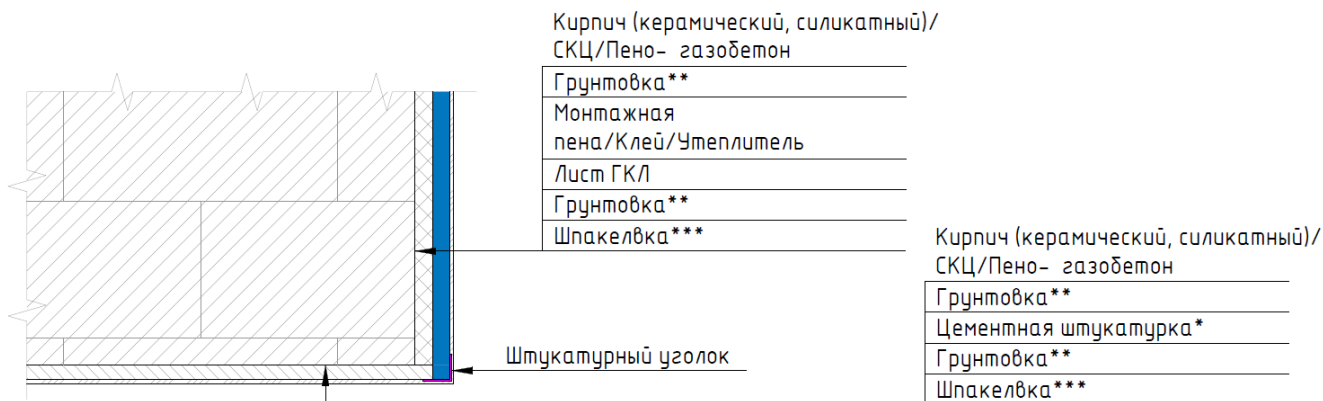 Кирпич (керамический, силикатный)/
СКЦ/Пено- газобетон
Грунтовка**
Монтажная
пена/Клей/Утеплитель
Лист ГКЛ
Грунтовка**
Шпакелвка***
Штукатурный уголок
Кирпич (керамический, силикатный)/
СКЦ/Пено- газобетон
Грунтовка**
Цементная штукатурка*
Грунтовка**
Шпакелвка***